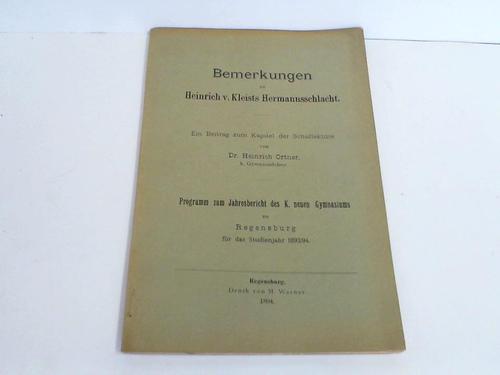 Bemerkungen
zu
Heinrich v. Kleists Hermannsschlacht.
Ein Beitrag zum Kapitel der Schullektüre
von
Dr. Heinrich Ortner,
k. Gymnasiallehrer.
Programm zum Jahresbericht des K. neuen Gymnasiums
zu
Regensburg
für das Studienjahr 1893/94.
Regensburg.
Druck von M. Wasner.
1894.